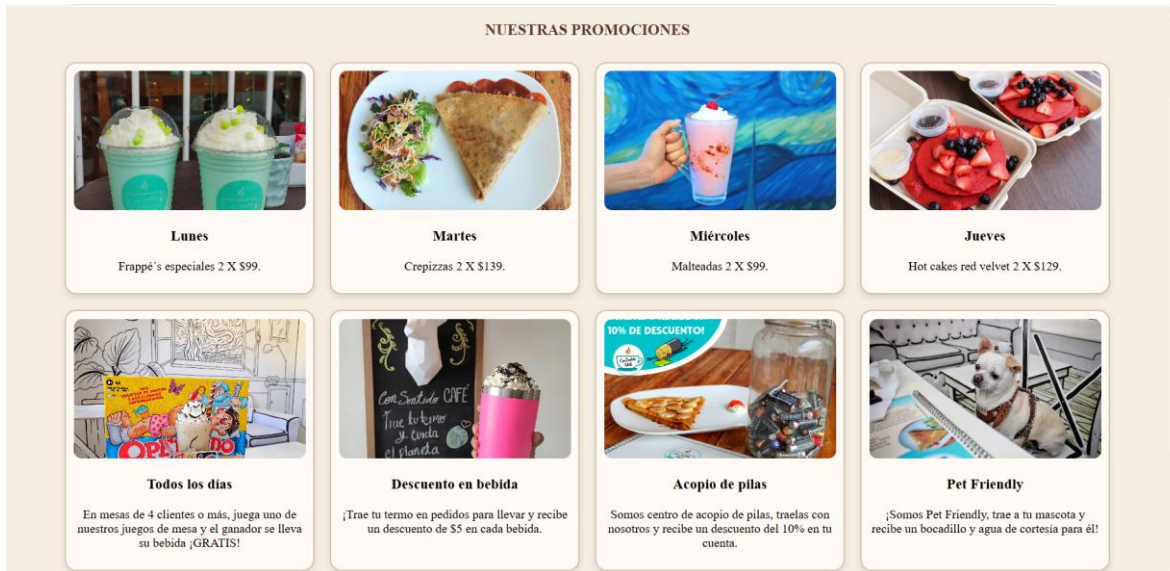 NUESTRAS PROMOCIONES
Lunes
Frappé´s especiales 2 X $99.
Martes
Crepizzas 2 X $139.
Miércoles
Malteadas 2 X $99.
Jueves
Hot cakes red velvet 2 X $129.
OPE
Todos los días
En mesas de 4 clientes o más, juega uno de
nuestros juegos de mesa y el ganador se lleva
su bebida ¡GRATIS!
Con Sentido CAFÉ
Trae tu termo
y cuida
el planeta
Descuento en bebida
¡Trae tu termo en pedidos para llevar y recibe
un descuento de $5 en cada bebida.
10% DE DESCUENTO!
Acopio de pilas
Somos centro de acopio de pilas, traelas con
nosotros y recibe un descuento del 10% en tu
cuenta.
Pet Friendly
¡Somos Pet Friendly, trae a tu mascota y
recibe un bocadillo y agua de cortesía para él!